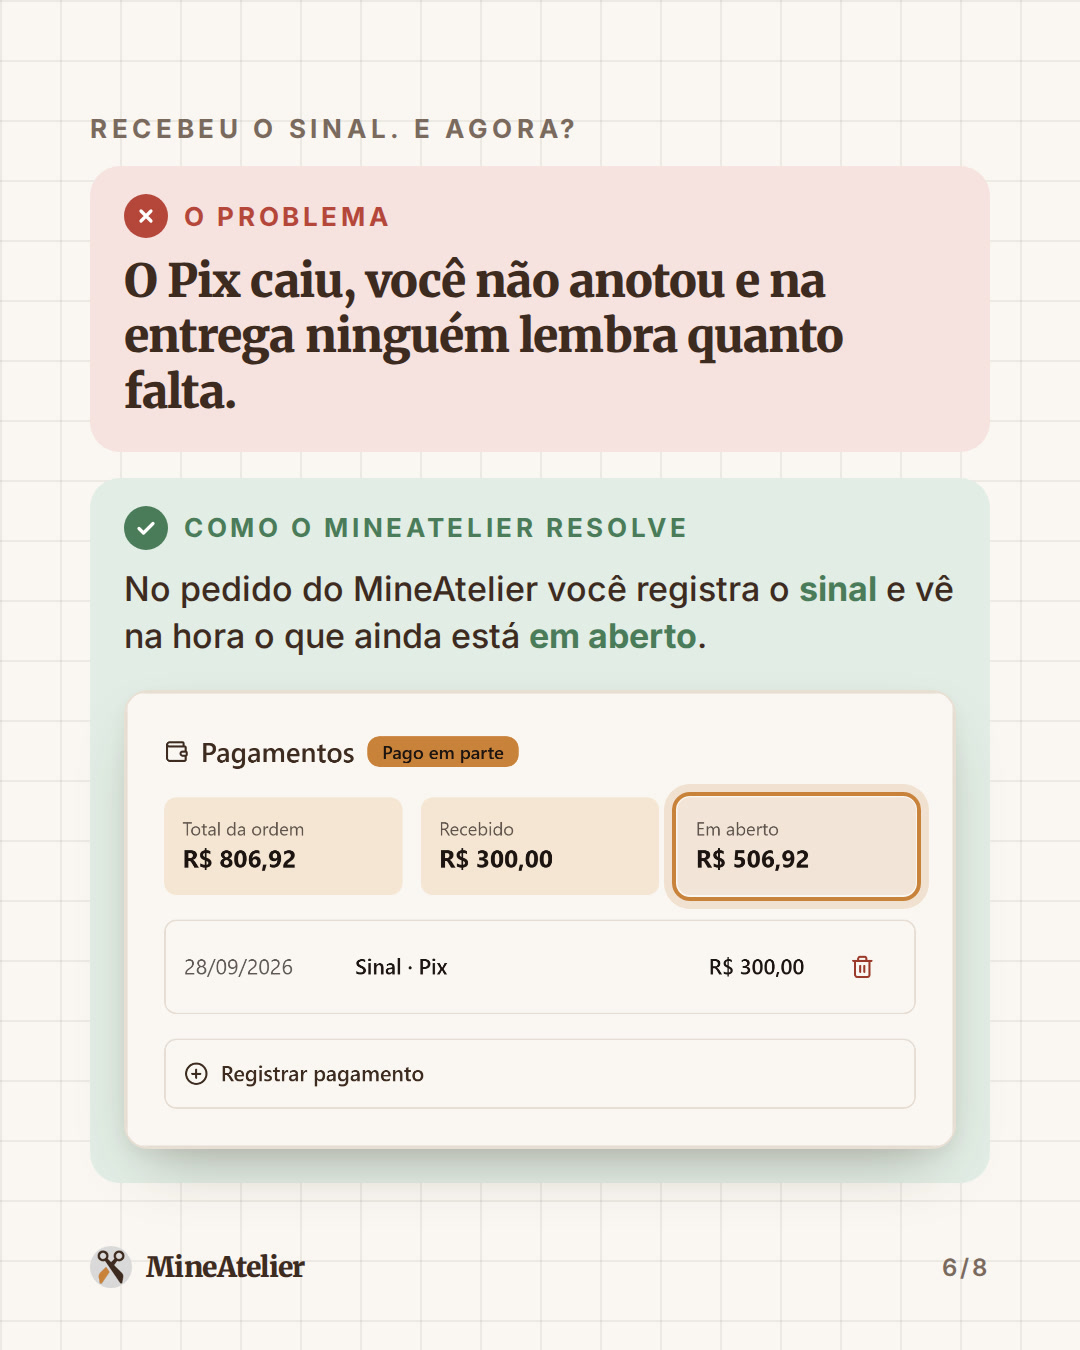 RECEBEU O SINAL. E AGORA?
O PROBLEMA
O Pix caiu, você não anotou e na
entrega ninguém lembra quanto
falta.
COMO O MINEATELIER RESOLVE
No pedido do MineAtelier você registra o sinal e vê
na hora o que ainda está em aberto.
Pagamentos Pago em parte
Total da ordem
R$ 806,92
Recebido
R$ 300,00
Em aberto
R$ 506,92
28/09/2026 Sinal · Pix R$ 300,00
Registrar pagamento
MineAtelier
6/8